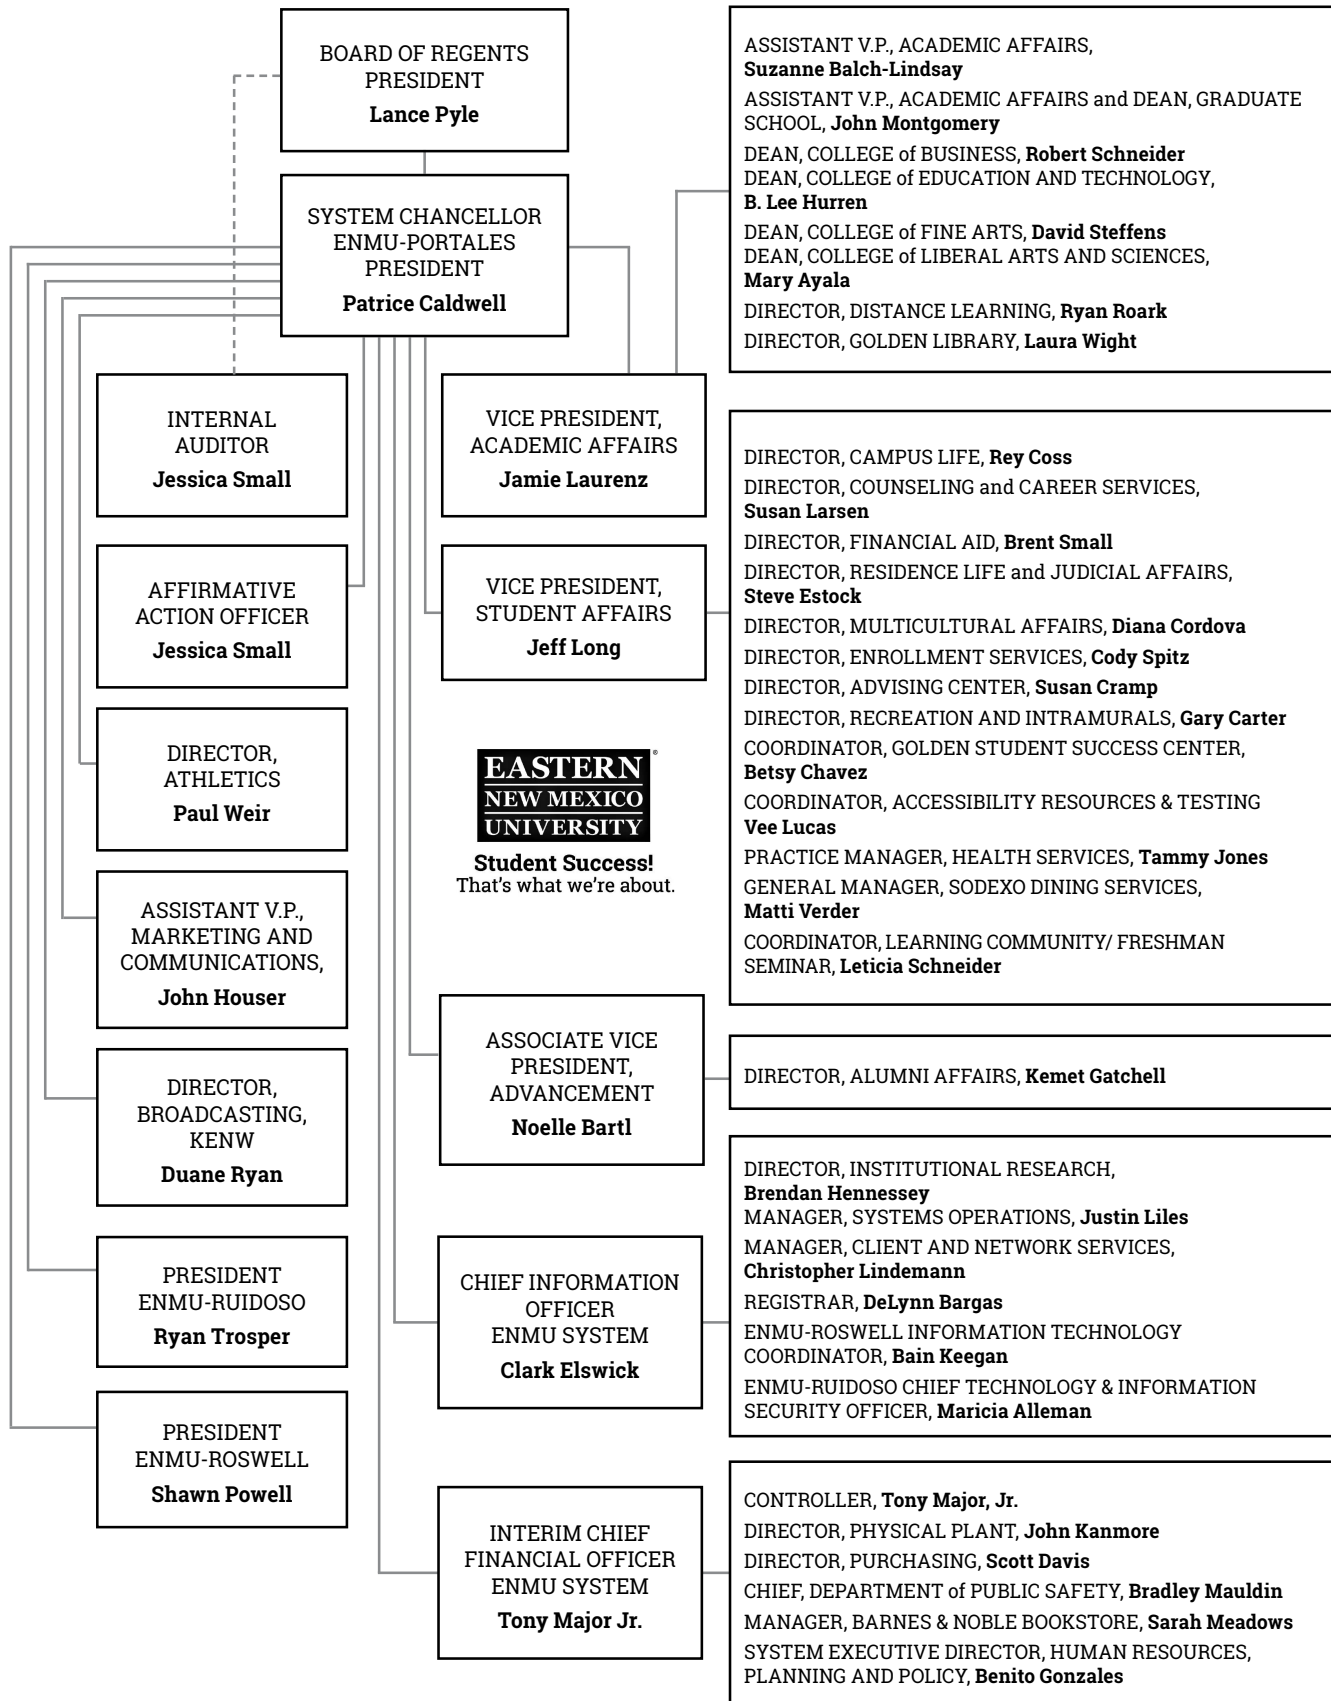 BOARD OF REGENTS
PRESIDENT
Lance Pyle
SYSTEM CHANCELLOR
ENMU-PORTALES
PRESIDENT
Patrice Caldwell
INTERNAL
AUDITOR
Jessica Small
AFFIRMATIVE
ACTION OFFICER
Jessica Small
DIRECTOR,
ATHLETICS
Paul Weir
ASSISTANT V.P.,
MARKETING AND
COMMUNICATIONS,
John Houser
DIRECTOR,
BROADCASTING,
KENW
Duane Ryan
PRESIDENT
ENMU-RUIDOSO
Ryan Trosper
PRESIDENT
ENMU-ROSWELL
Shawn Powell
VICE PRESIDENT,
ACADEMIC AFFAIRS
Jamie Laurenz
VICE PRESIDENT,
STUDENT AFFAIRS
Jeff Long
EASTERN®
NEW MEXICO
UNIVERSITY
Student Success!
That's what we're about.
ASSOCIATE VICE
PRESIDENT,
ADVANCEMENT
Noelle Bartl
CHIEF INFORMATION
OFFICER
ENMU SYSTEM
Clark Elswick
INTERIM CHIEF
FINANCIAL OFFICER
ENMU SYSTEM
Tony Major Jr.
ASSISTANT V.P., ACADEMIC AFFAIRS,
Suzanne Balch-Lindsay
ASSISTANT V.P., ACADEMIC AFFAIRS and DEAN, GRADUATE
SCHOOL, John Montgomery
DEAN, COLLEGE of BUSINESS, Robert Schneider
DEAN, COLLEGE of EDUCATION AND TECHNOLOGY,
B. Lee Hurren
DEAN, COLLEGE of FINE ARTS, David Steffens
DEAN, COLLEGE of LIBERAL ARTS AND SCIENCES,
Mary Ayala
DIRECTOR, DISTANCE LEARNING, Ryan Roark
DIRECTOR, GOLDEN LIBRARY, Laura Wight
DIRECTOR, CAMPUS LIFE, Rey Coss
DIRECTOR, COUNSELING and CAREER SERVICES,
Susan Larsen
DIRECTOR, FINANCIAL AID, Brent Small
DIRECTOR, RESIDENCE LIFE and JUDICIAL AFFAIRS,
Steve Estock
DIRECTOR, MULTICULTURAL AFFAIRS, Diana Cordova
DIRECTOR, ENROLLMENT SERVICES, Cody Spitz
DIRECTOR, ADVISING CENTER, Susan Cramp
DIRECTOR, RECREATION AND INTRAMURALS, Gary Carter
COORDINATOR, GOLDEN STUDENT SUCCESS CENTER,
Betsy Chavez
COORDINATOR, ACCESSIBILITY RESOURCES & TESTING
Vee Lucas
PRACTICE MANAGER, HEALTH SERVICES, Tammy Jones
GENERAL MANAGER, SODEXO DINING SERVICES,
Matti Verder
COORDINATOR, LEARNING COMMUNITY/ FRESHMAN
SEMINAR, Leticia Schneider
DIRECTOR, ALUMNI AFFAIRS, Kemet Gatchell
DIRECTOR, INSTITUTIONAL RESEARCH,
Brendan Hennessey
MANAGER, SYSTEMS OPERATIONS, Justin Liles
MANAGER, CLIENT AND NETWORK SERVICES,
Christopher Lindemann
REGISTRAR, DeLynn Bargas
ENMU-ROSWELL INFORMATION TECHNOLOGY
COORDINATOR, Bain Keegan
ENMU-RUIDOSO CHIEF TECHNOLOGY & INFORMATION
SECURITY OFFICER, Maricia Alleman
CONTROLLER, Tony Major, Jr.
DIRECTOR, PHYSICAL PLANT, John Kanmore
DIRECTOR, PURCHASING, Scott Davis
CHIEF, DEPARTMENT of PUBLIC SAFETY, Bradley Mauldin
MANAGER, BARNES & NOBLE BOOKSTORE, Sarah Meadows
SYSTEM EXECUTIVE DIRECTOR, HUMAN RESOURCES,
PLANNING AND POLICY, Benito Gonzales